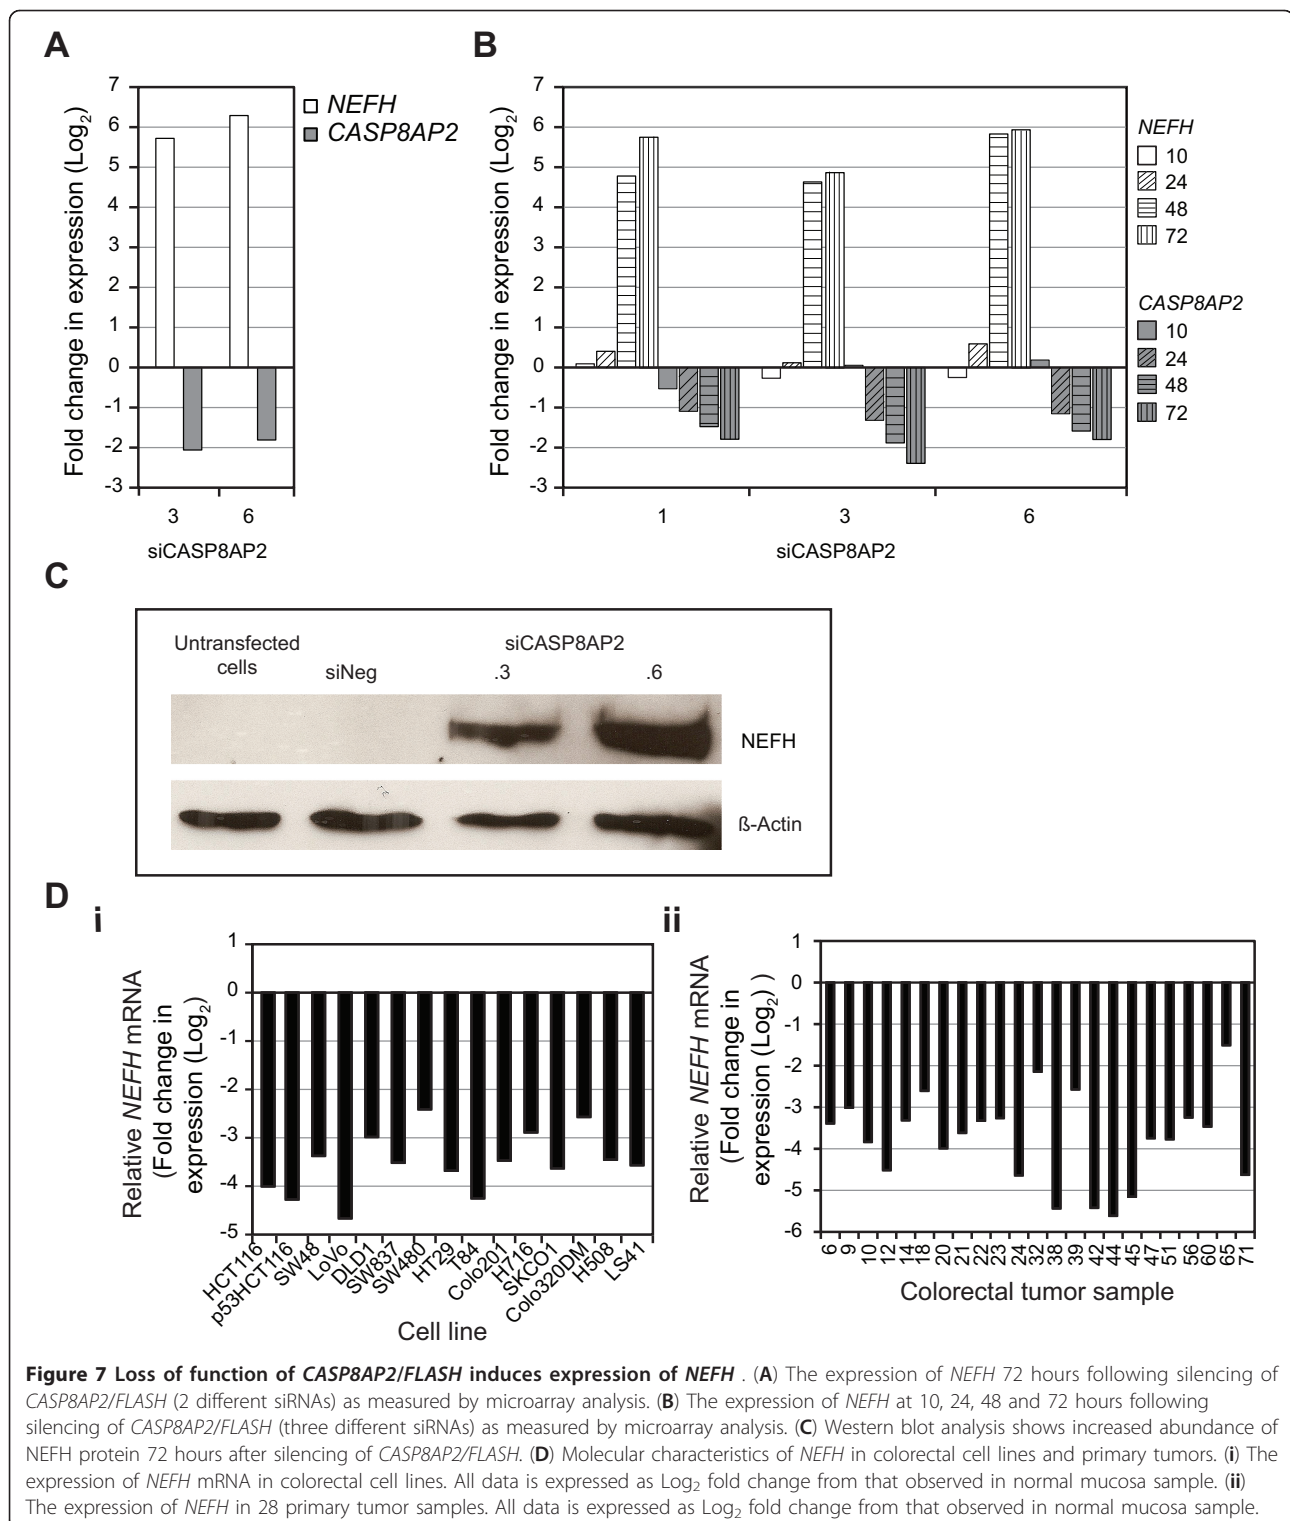 A
7
6
5
4
3
2
1
0
-1
-2
-3
Fold change in expression (Log2)
NEFH
CASP8AP2
3 6
siCASP8AP2
B
7
6
5
4
3
2
1
0
-1
-2
-3
Fold change in expression (Log2)
1 3 6
siCASP8AP2
NEFH
10
24
48
72
CASP8AP2
10
24
48
72
C
Untransfected
cells
siNeg
siCASP8AP2
.3 .6
NEFH
ß-Actin
D
i
1
0
-1
-2
-3
-4
-5
Relative NEFH mRNA
(Fold change in
expression (Log2)
HCT116
p53HCT116
SW48
LoVo
DLD1
SW837
SW480
HT29
T84
Colo201
H716
SKCO1
Colo320DM
H508
LS41
Cell line
ii
1
0
-1
-2
-3
-4
-5
-6
Relative NEFH mRNA
(Fold change in
expression (Log2) )
6
9
10
12
14
18
20
21
22
23
24
32
38
39
42
44
45
47
51
56
60
65
71
Colorectal tumor sample
Figure 7 Loss of function of CASP8AP2/FLASH induces expression of NEFH . (A) The expression of NEFH 72 hours following silencing of
CASP8AP2/FLASH (2 different siRNAs) as measured by microarray analysis. (B) The expression of NEFH at 10, 24, 48 and 72 hours following
silencing of CASP8AP2/FLASH (three different siRNAs) as measured by microarray analysis. (C) Western blot analysis shows increased abundance of
NEFH protein 72 hours after silencing of CASP8AP2/FLASH. (D) Molecular characteristics of NEFH in colorectal cell lines and primary tumors. (i) The
expression of NEFH mRNA in colorectal cell lines. All data is expressed as Log2 fold change from that observed in normal mucosa sample. (ii)
The expression of NEFH in 28 primary tumor samples. All data is expressed as Log2 fold change from that observed in normal mucosa sample.